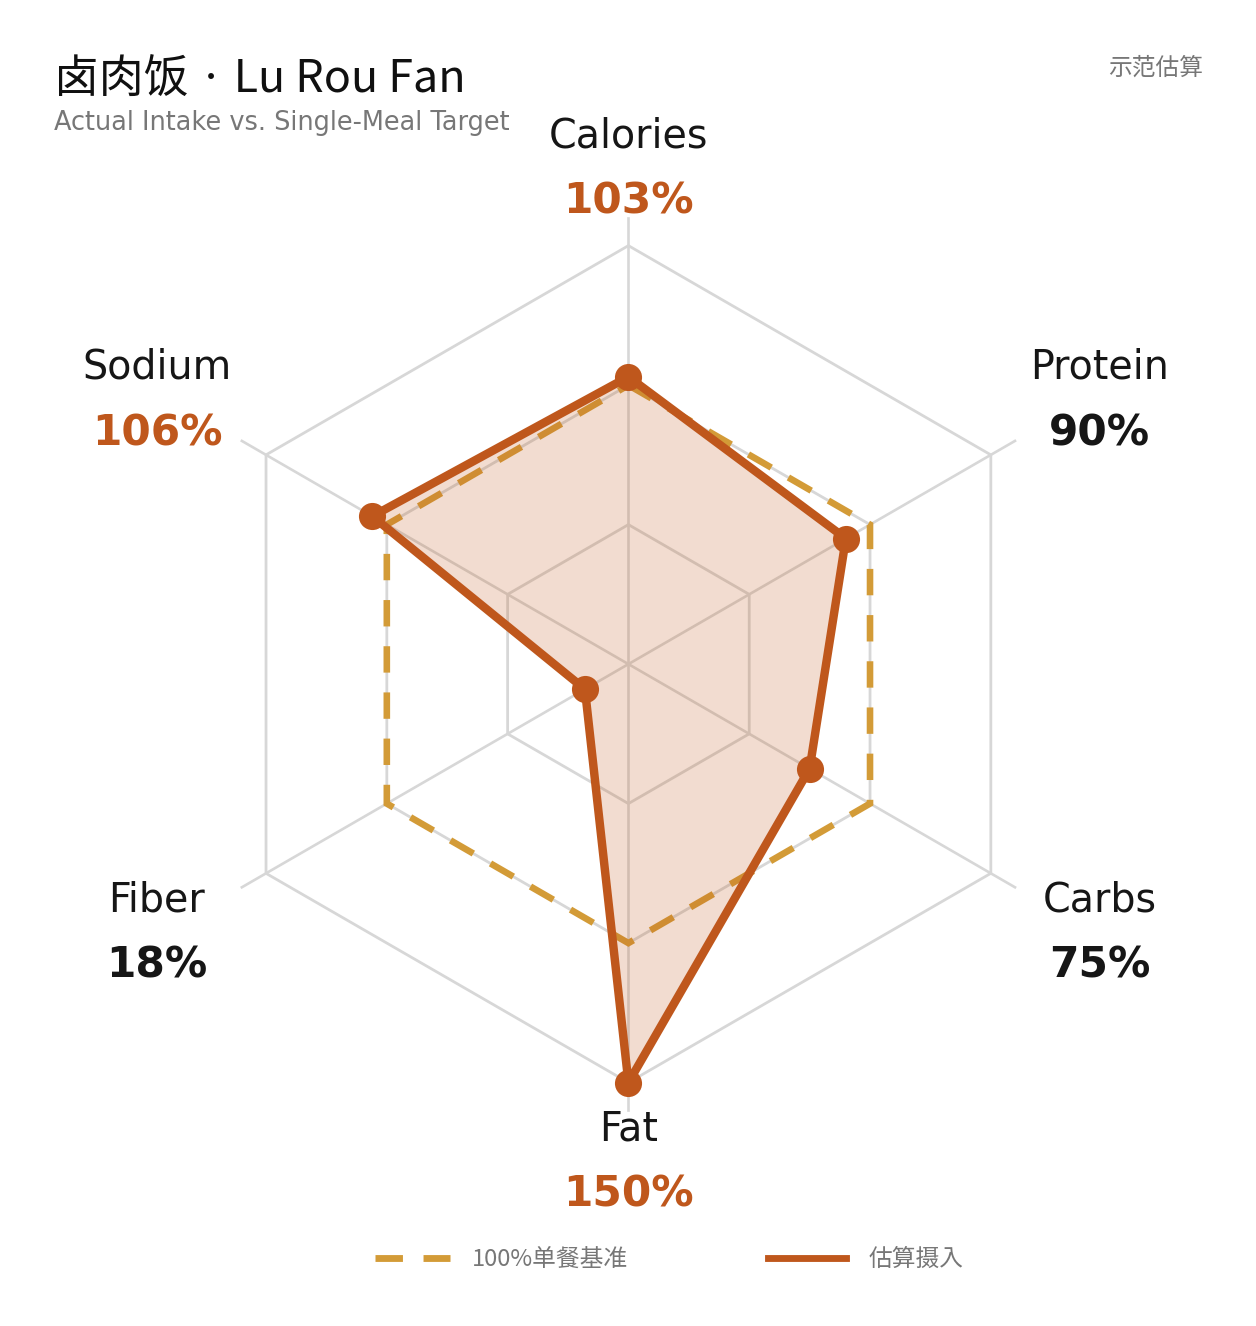 卤肉饭 · Lu Rou Fan
示范估算
Actual Intake vs. Single-Meal Target
Calories
103%
Sodium
106%
Protein
90%
Fiber
18%
Carbs
75%
Fat
150%
100%单餐基准
估算摄入